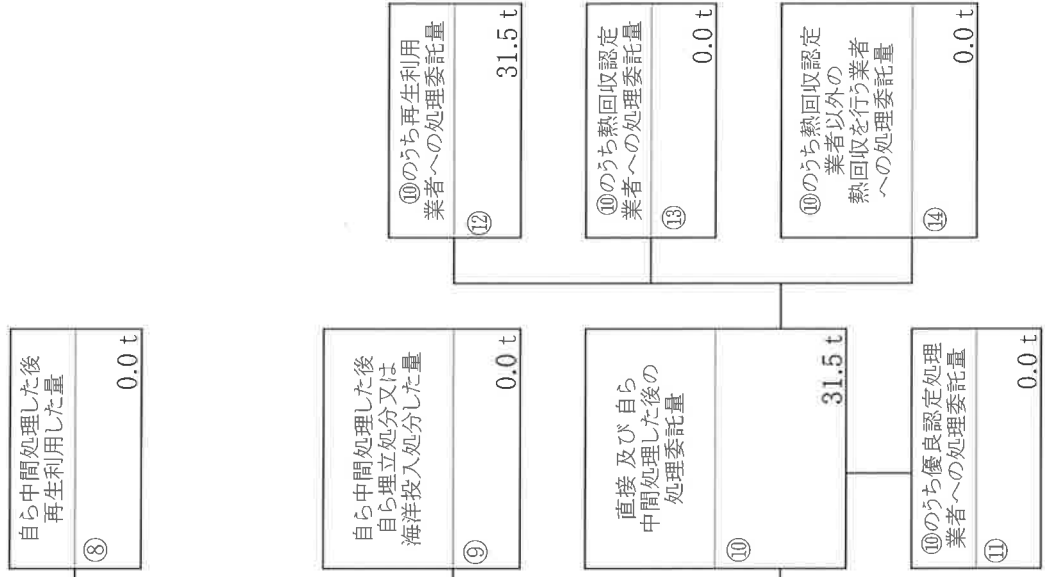 自ら中間処理した後
再生利用した量
⑧
0.0 t
自ら中間処理した後
自ら埋立処分又は
海洋投入処分した量
⑨
0.0 t
直接 及び 自ら
中間処理した後の
処理委託量
⑩
31.5 t
⑩のうち優良認定処理
業者への処理委託量
⑪
0.0 t
⑩のうち再生利用
業者への処理委託量
⑫
31.5 t
⑩のうち熱回収認定
業者への処理委託量
⑬
0.0 t
⑩のうち熱回収認定
業者以外の
熱回収を行う業者
への処理委託量
⑭
0.0 t